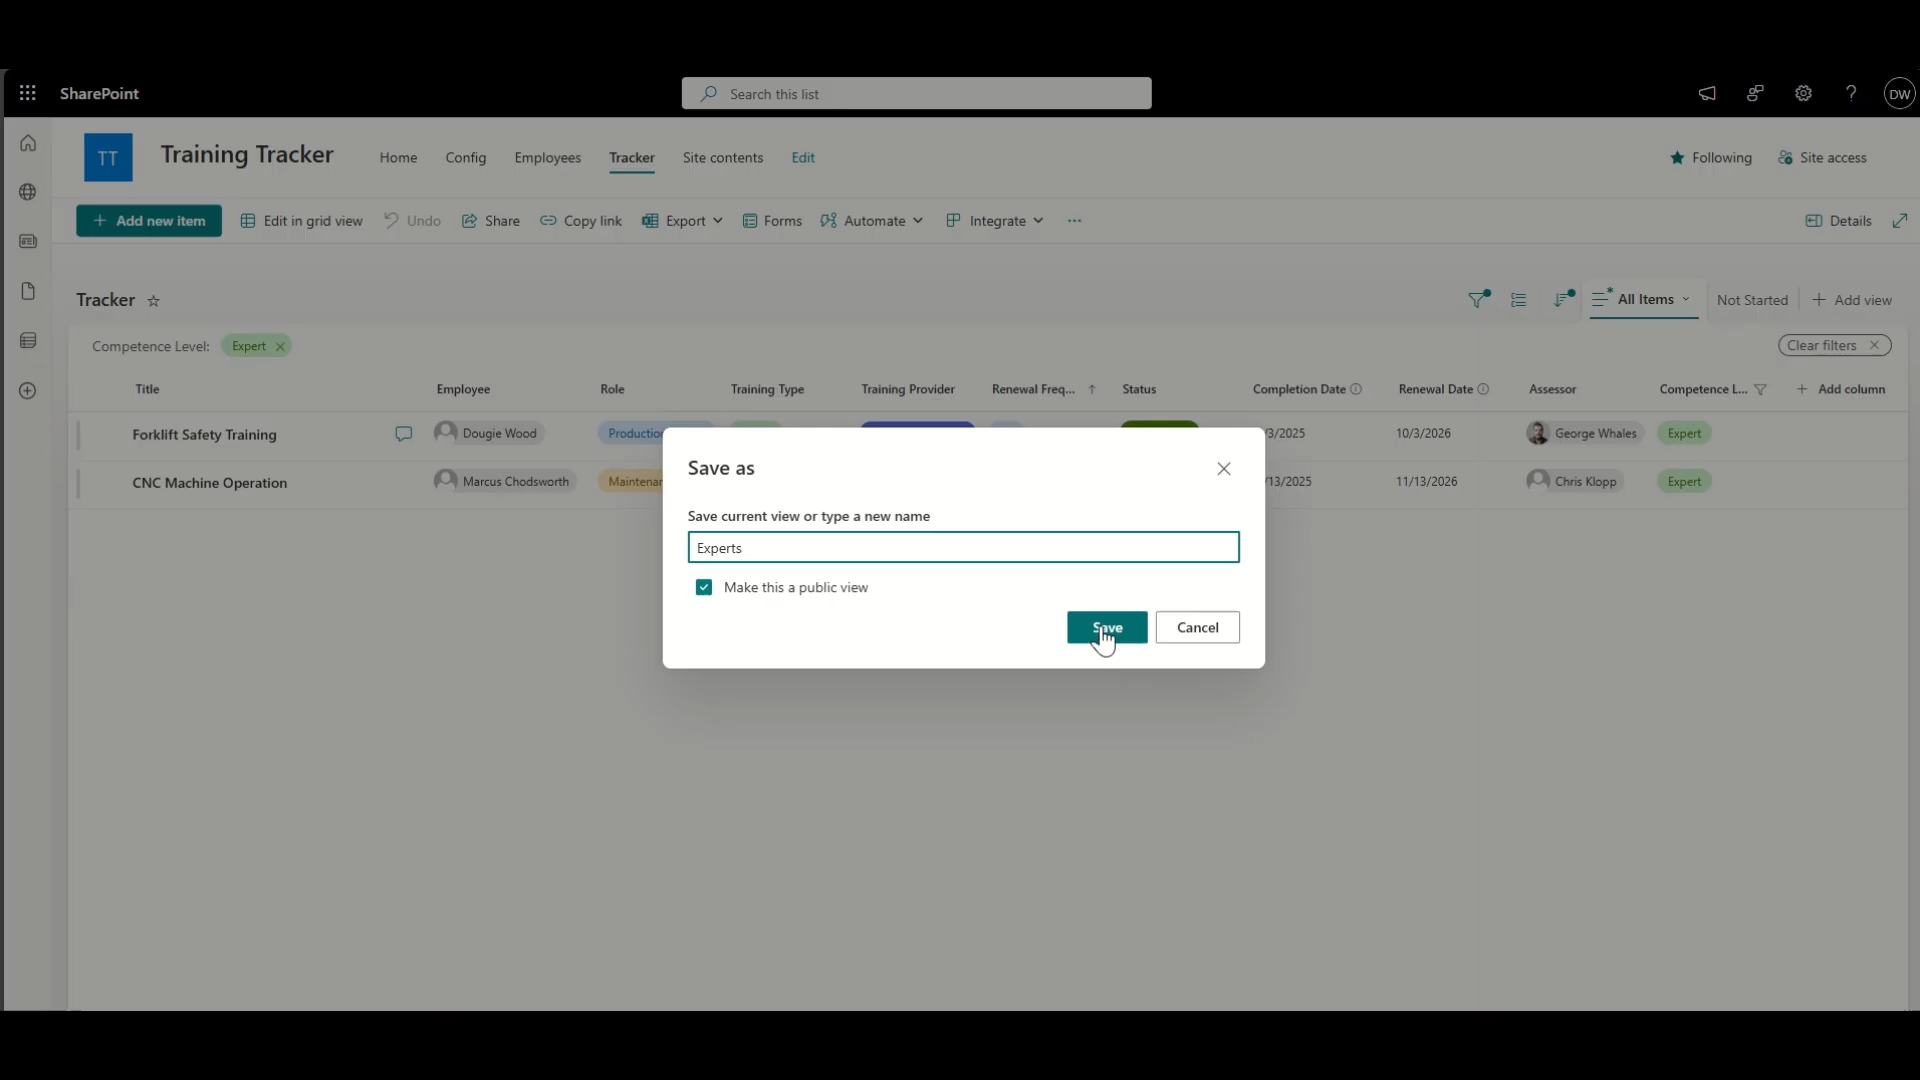 SharePoint
Search this list
DW
TT
Training Tracker
Home
Config
Employees
Tracker
Site contents
Edit
Following
Site access
Add new item
Edit in grid view
Undo
Share
Copy link
Export
Forms
Automate
Integrate
...
Details
Tracker
All Items
Not Started
Add view
Competence Level:
Expert
Clear filters
Title
Employee
Role
Training Type
Training Provider
Renewal Freq...
Status
Completion Date
Renewal Date
Assessor
Competence L...
Add column
Forklift Safety Training
Dougie Wood
/3/2025
10/3/2026
George Whales
Expert
CNC Machine Operation
Marcus Chodsworth
/13/2025
11/13/2026
Chris Klopp
Expert
Save as
Save current view or type a new name
Experts
Make this a public view
Save
Cancel